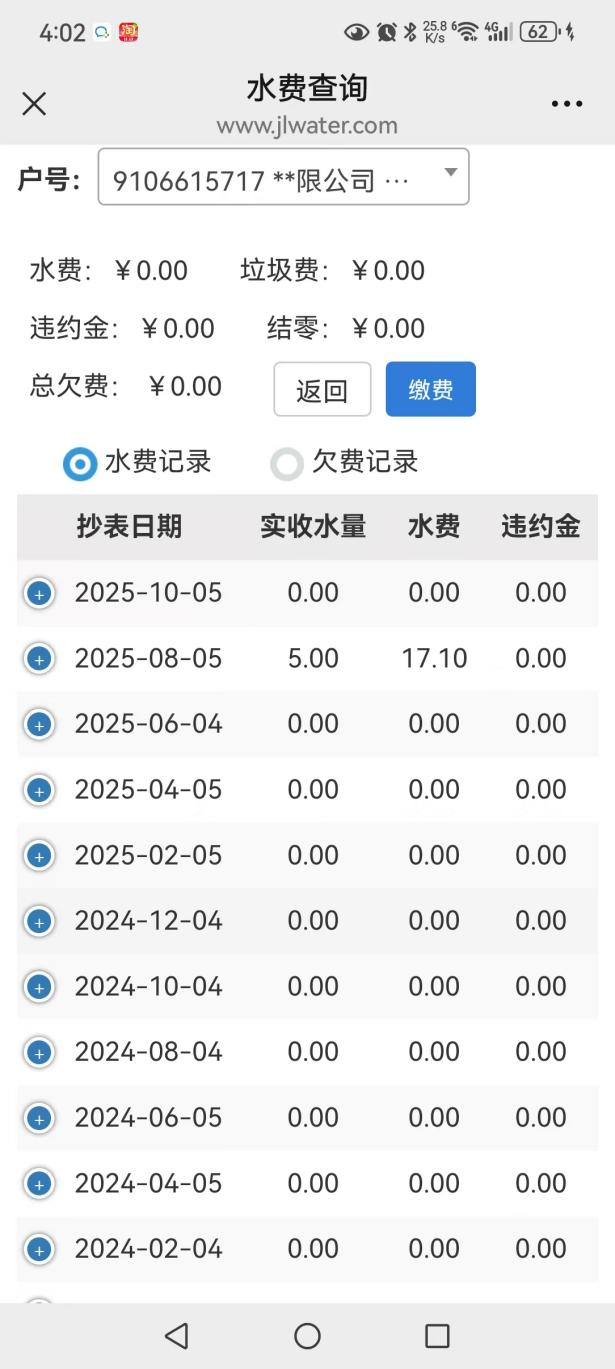 4:02 淘 25.8 K/s 6 4G 62
水费查询
www.jlwater.com
户号: 9106615717 **限公司 ···
水费: ￥0.00 垃圾费: ￥0.00
违约金: ￥0.00 结零: ￥0.00
总欠费: ￥0.00 返回 缴费
水费记录 欠费记录
抄表日期 实收水量 水费 违约金
2025-10-05 0.00 0.00 0.00
2025-08-05 5.00 17.10 0.00
2025-06-04 0.00 0.00 0.00
2025-04-05 0.00 0.00 0.00
2025-02-05 0.00 0.00 0.00
2024-12-04 0.00 0.00 0.00
2024-10-04 0.00 0.00 0.00
2024-08-04 0.00 0.00 0.00
2024-06-05 0.00 0.00 0.00
2024-04-05 0.00 0.00 0.00
2024-02-04 0.00 0.00 0.00